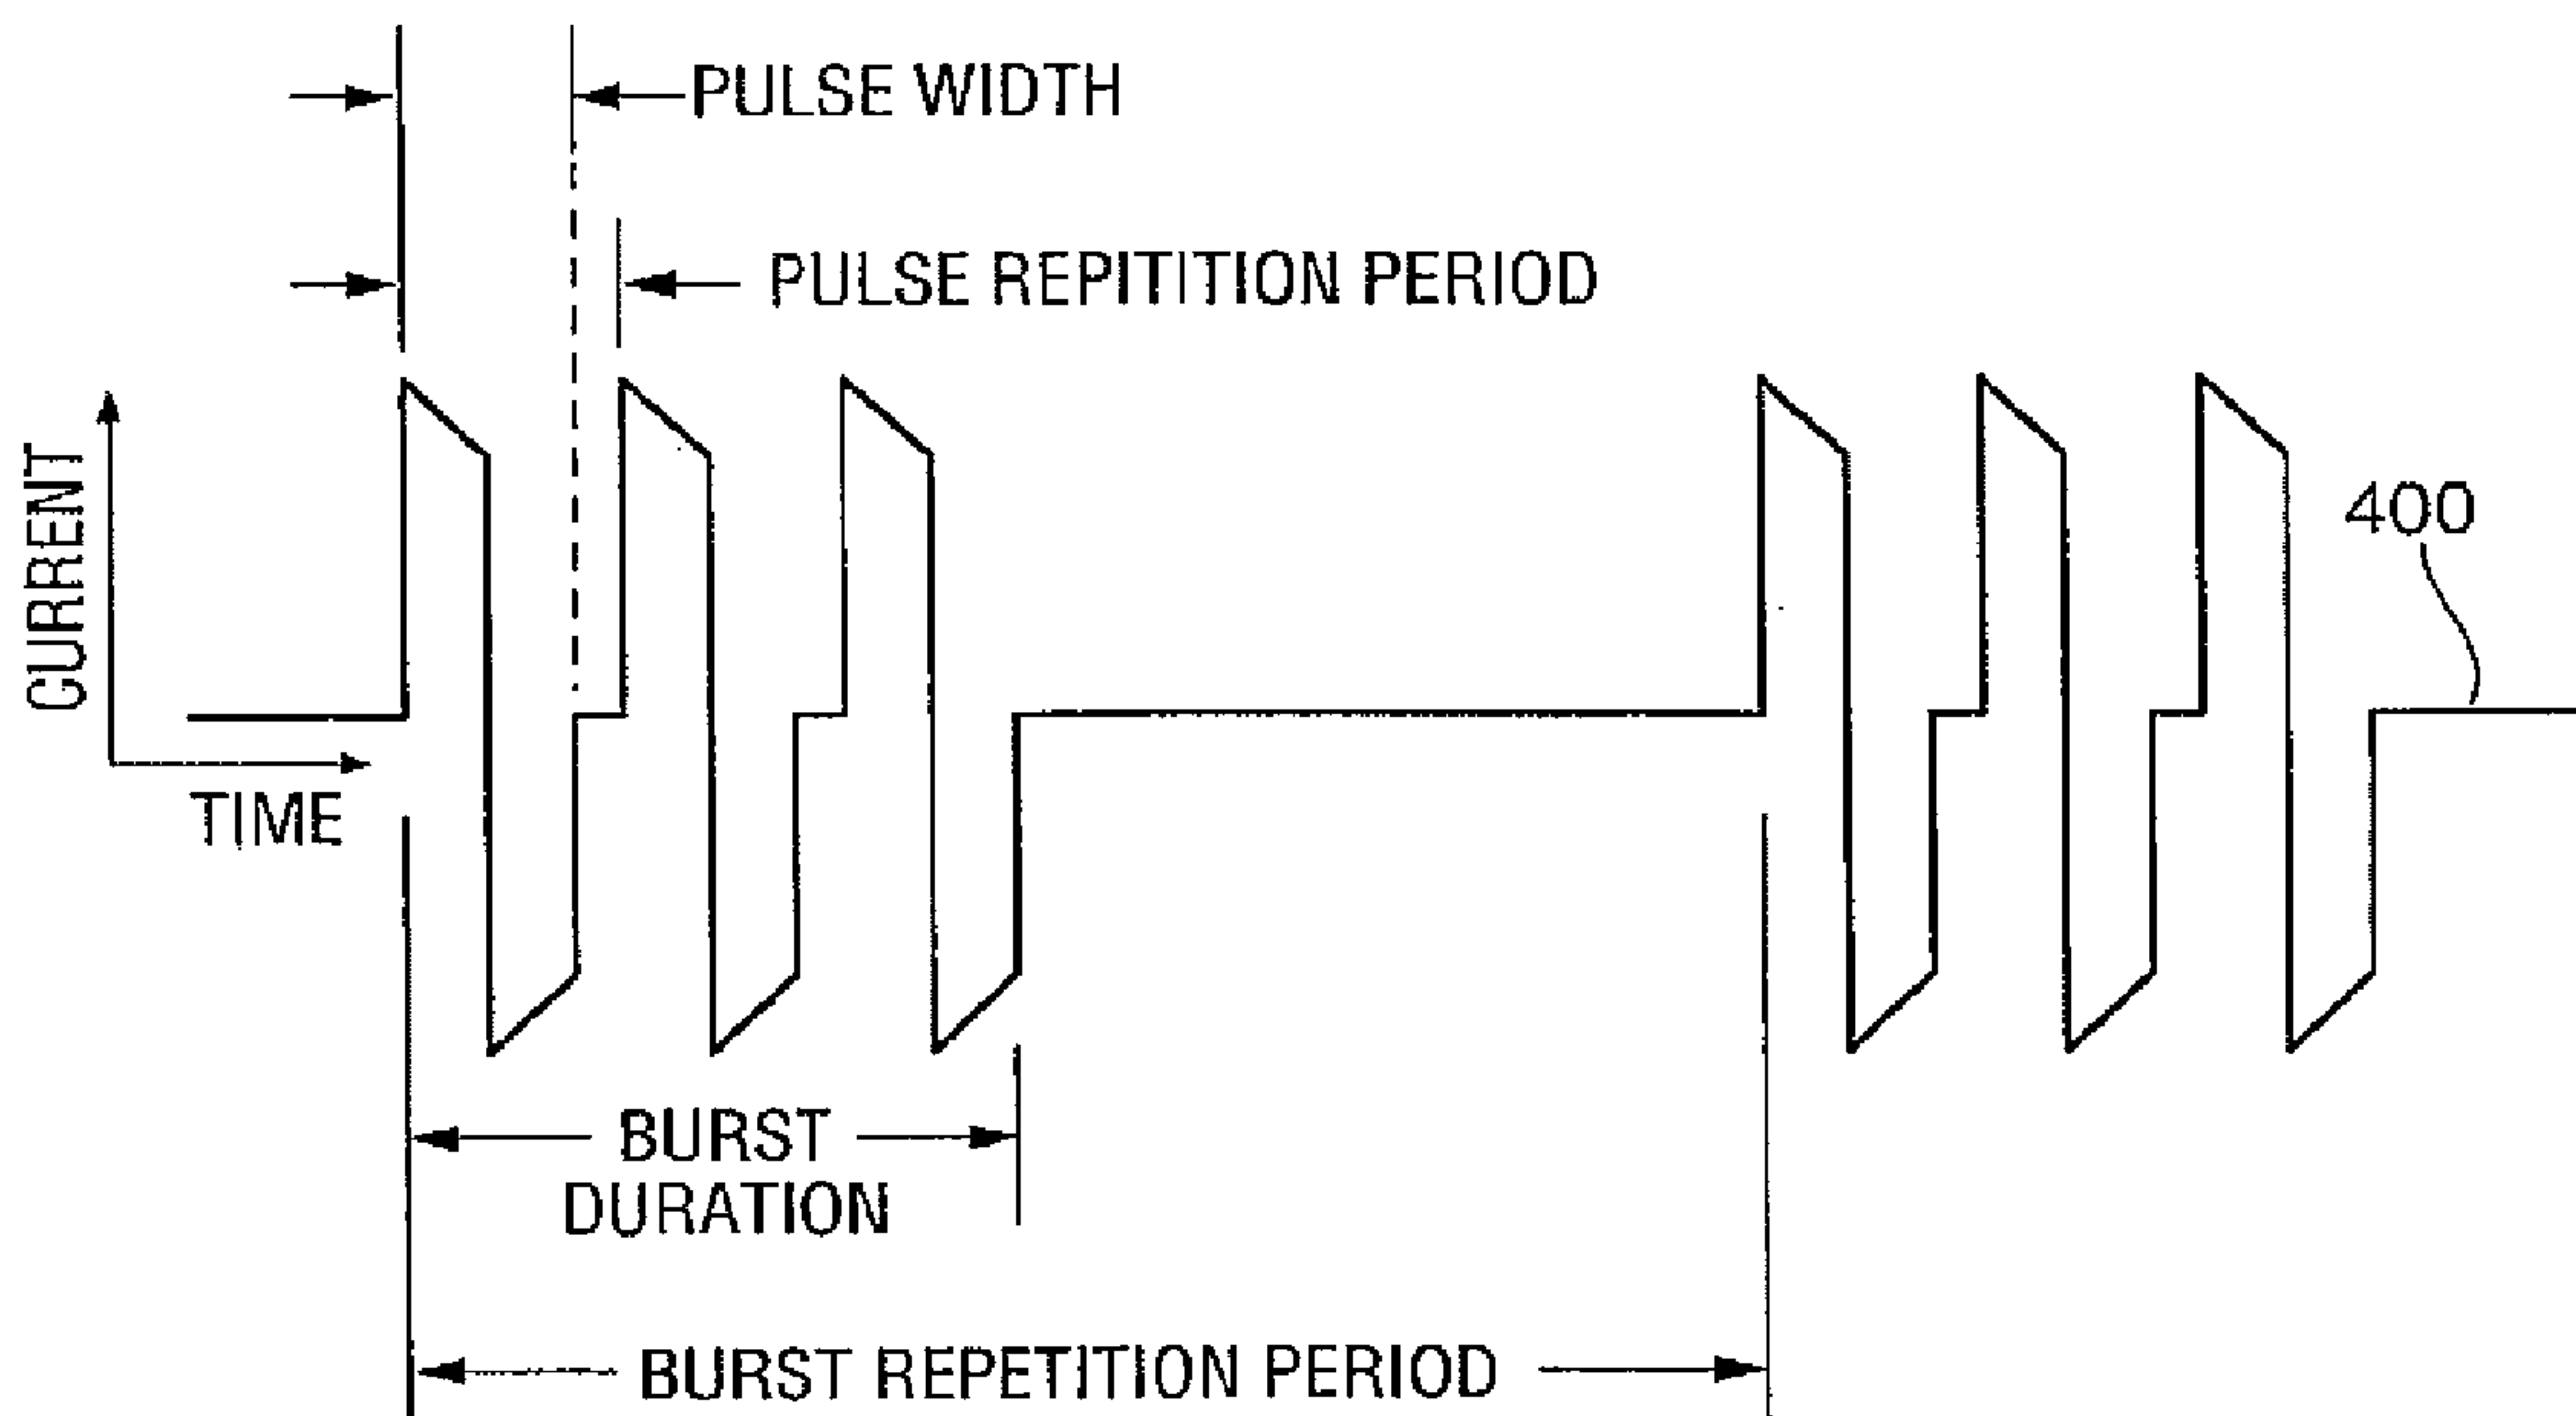 PULSE WIDTH
PULSE REPITITION PERIOD
CURRENT
400
TIME
BURST
DURATION
BURST REPETITION PERIOD